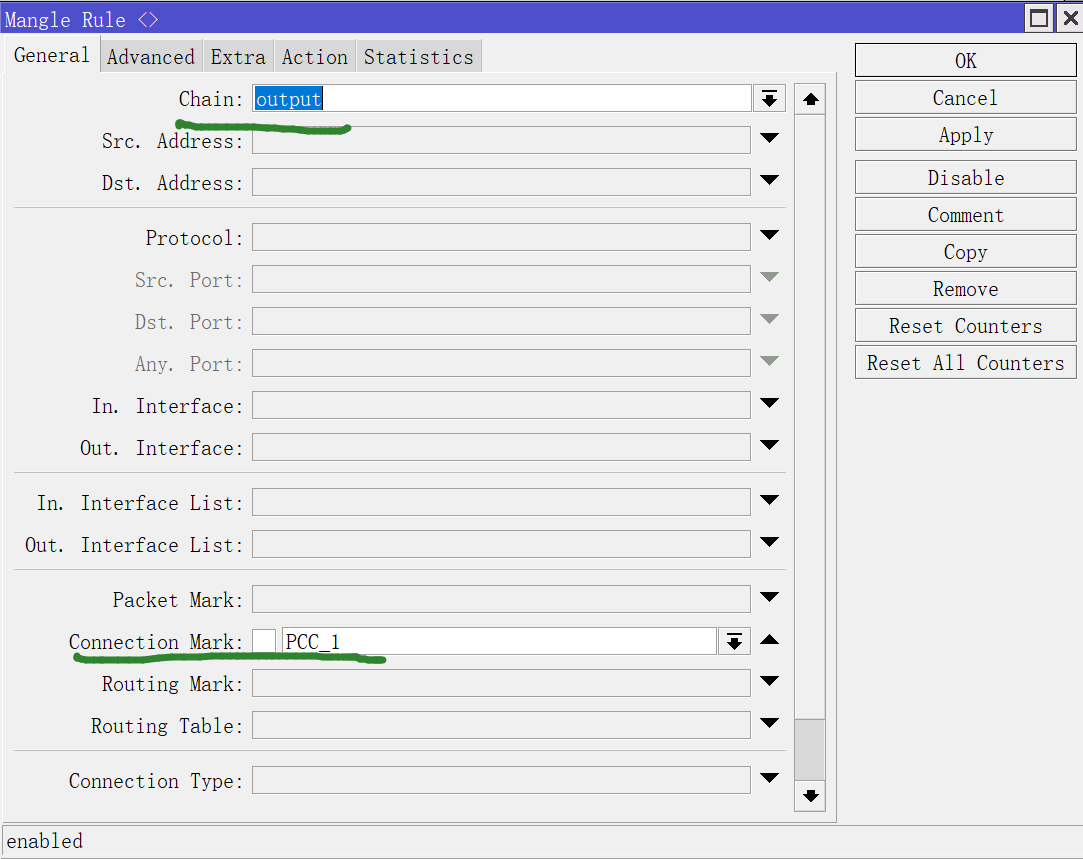 Mangle Rule <>
General Advanced Extra Action Statistics
Chain: output
Src. Address:
Dst. Address:
Protocol:
Src. Port:
Dst. Port:
Any. Port:
In. Interface:
Out. Interface:
In. Interface List:
Out. Interface List:
Packet Mark:
Connection Mark: PCC_1
Routing Mark:
Routing Table:
Connection Type:
OK
Cancel
Apply
Disable
Comment
Copy
Remove
Reset Counters
Reset All Counters
enabled